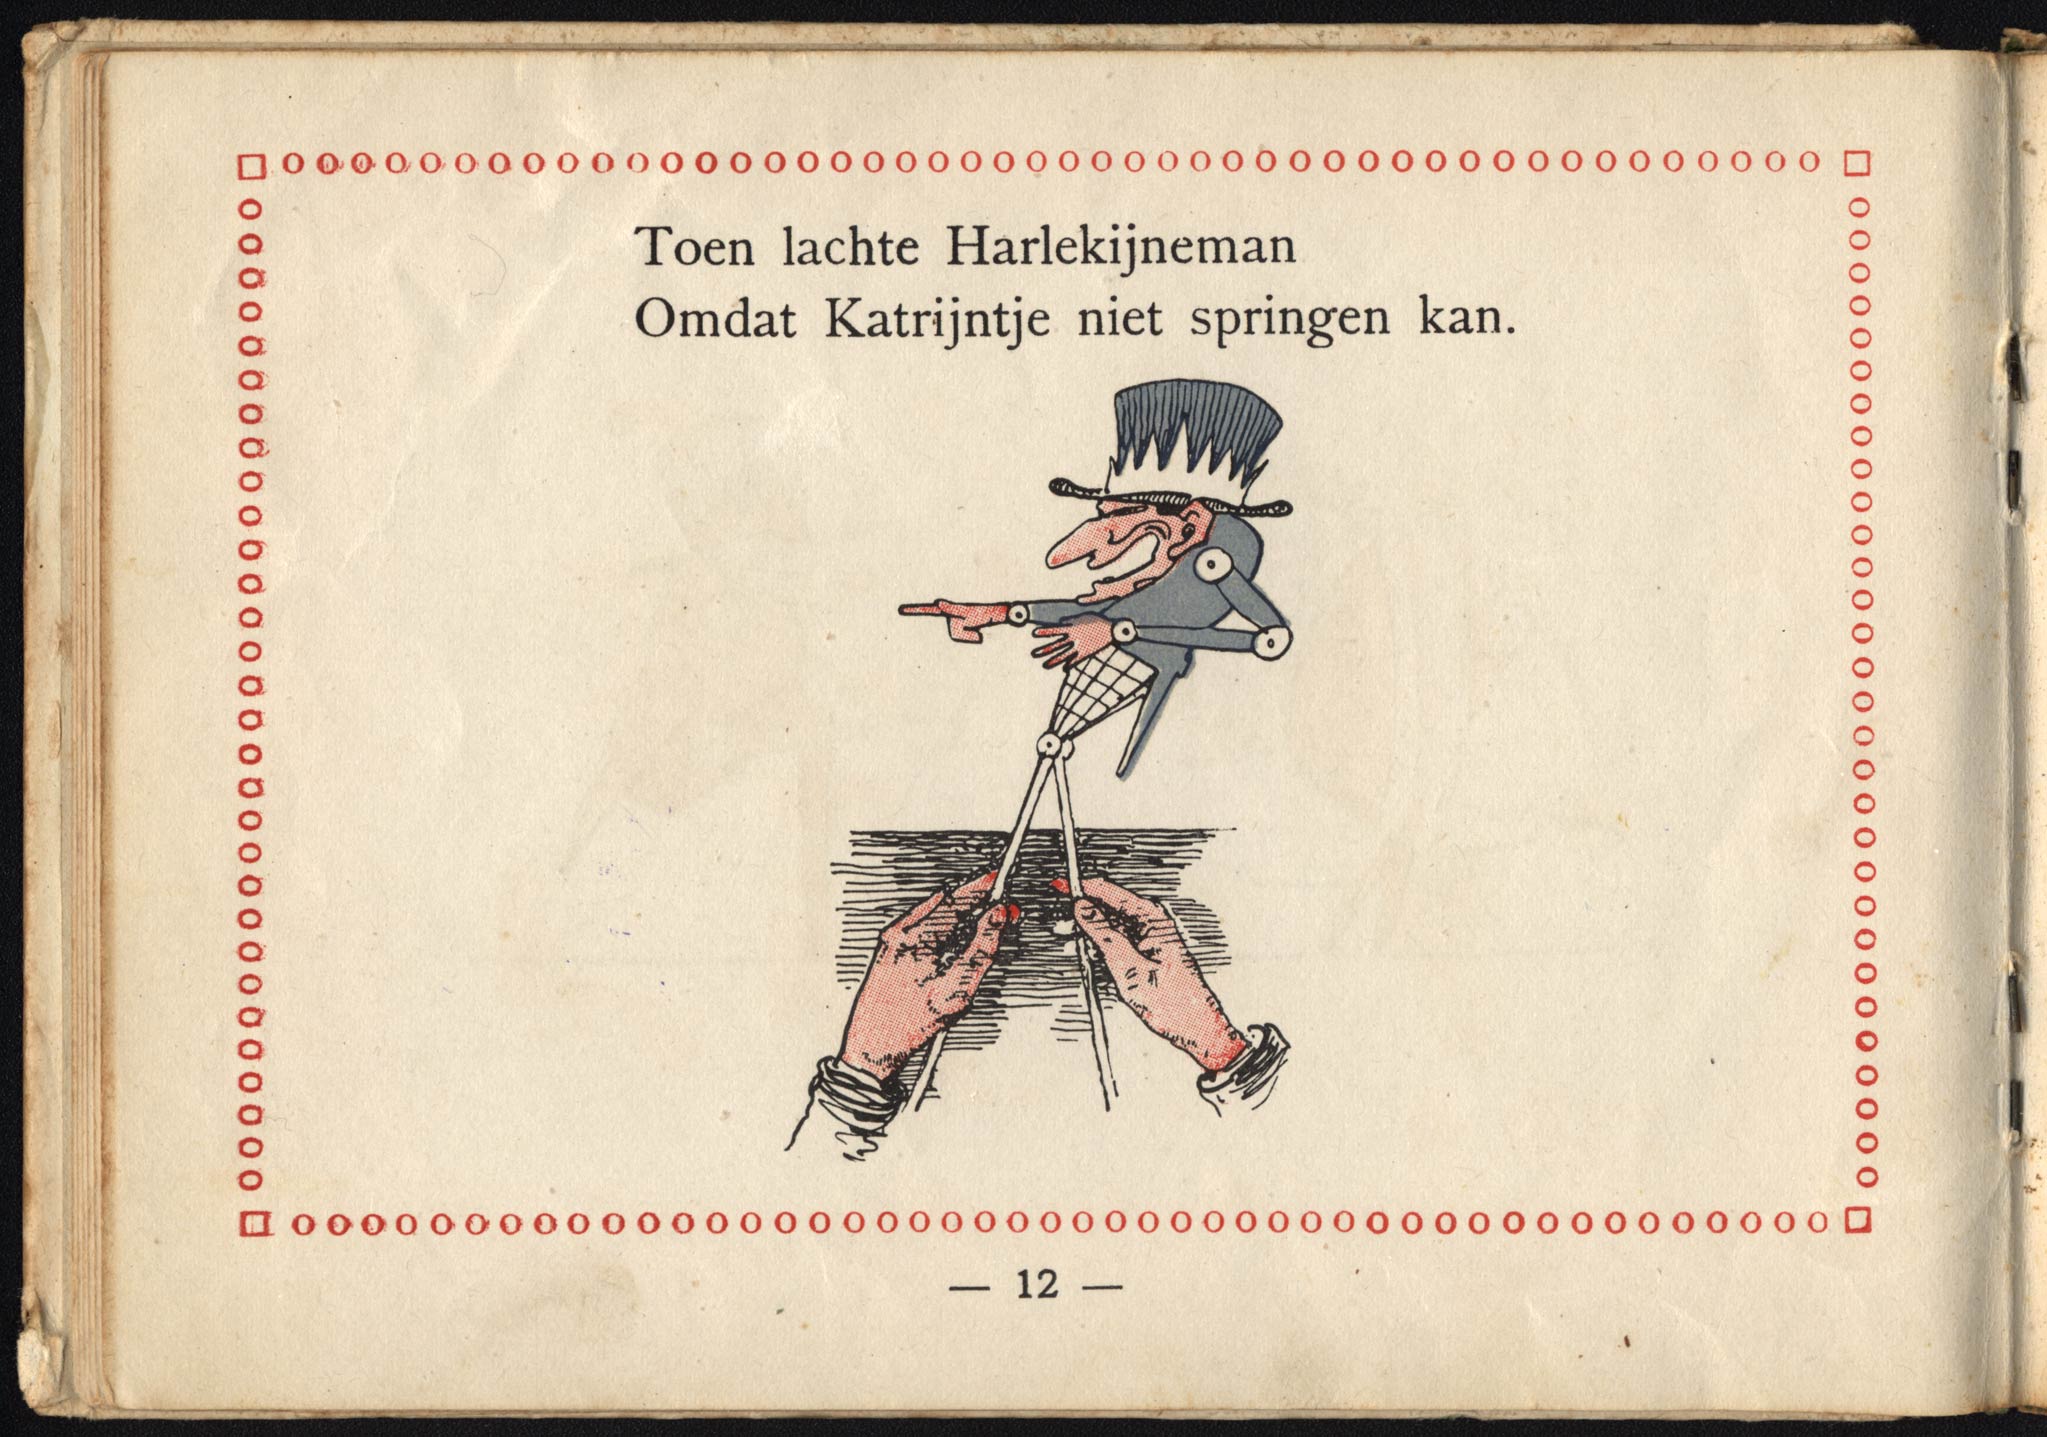 Toen lachte Harlekijneman
Omdat Katrijntje niet springen kan.
— 12 —